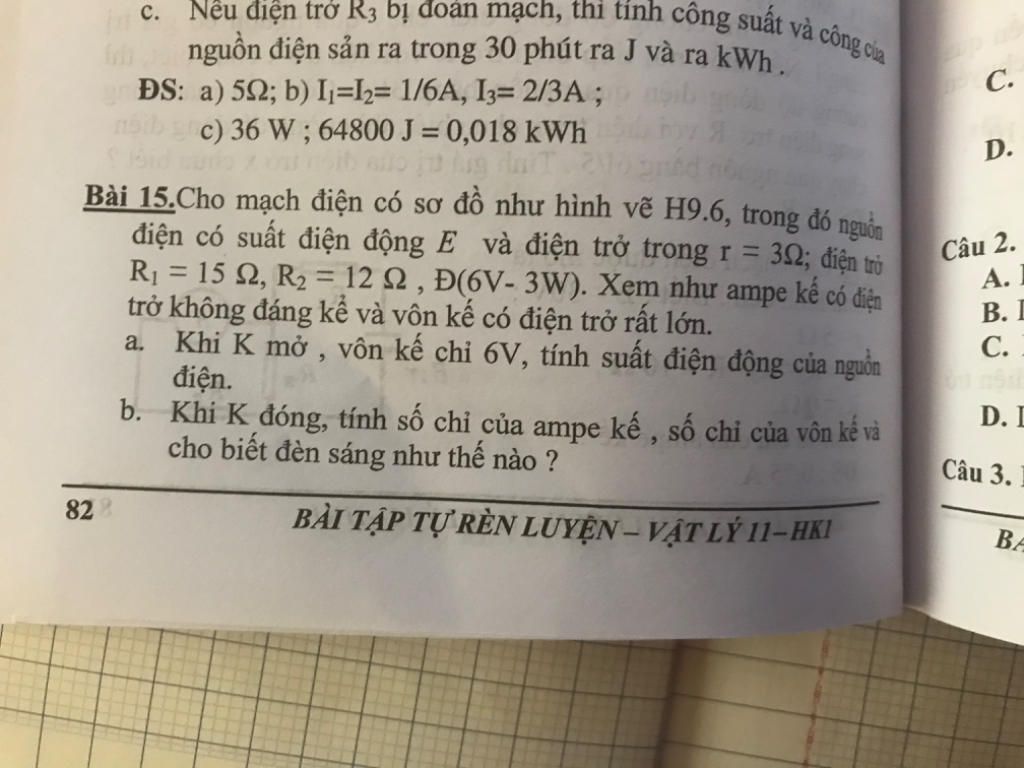 c. Nếu điện trở R₃ bị đoản mạch, thì tính công suất và công của
nguồn điện sản ra trong 30 phút ra J và ra kWh .
ĐS: a) 5Ω; b) I₁=I₂= 1/6A, I₃= 2/3A ;
c) 36 W ; 64800 J = 0,018 kWh
Bài 15.Cho mạch điện có sơ đồ như hình vẽ H9.6, trong đó nguồn
điện có suất điện động E và điện trở trong r = 3Ω; điện trở
R₁ = 15 Ω, R₂ = 12 Ω , Đ(6V- 3W). Xem như ampe kế có điện
trở không đáng kể và vôn kế có điện trở rất lớn.
a. Khi K mở , vôn kế chỉ 6V, tính suất điện động của nguồn
điện.
b. Khi K đóng, tính số chỉ của ampe kế , số chỉ của vôn kế và
cho biết đèn sáng như thế nào ?
82
BÀI TẬP TỰ RÈN LUYỆN – VẬT LÝ 11– HK1
C.
D.
Câu 2.
A.
B.
C.
D.
Câu 3.